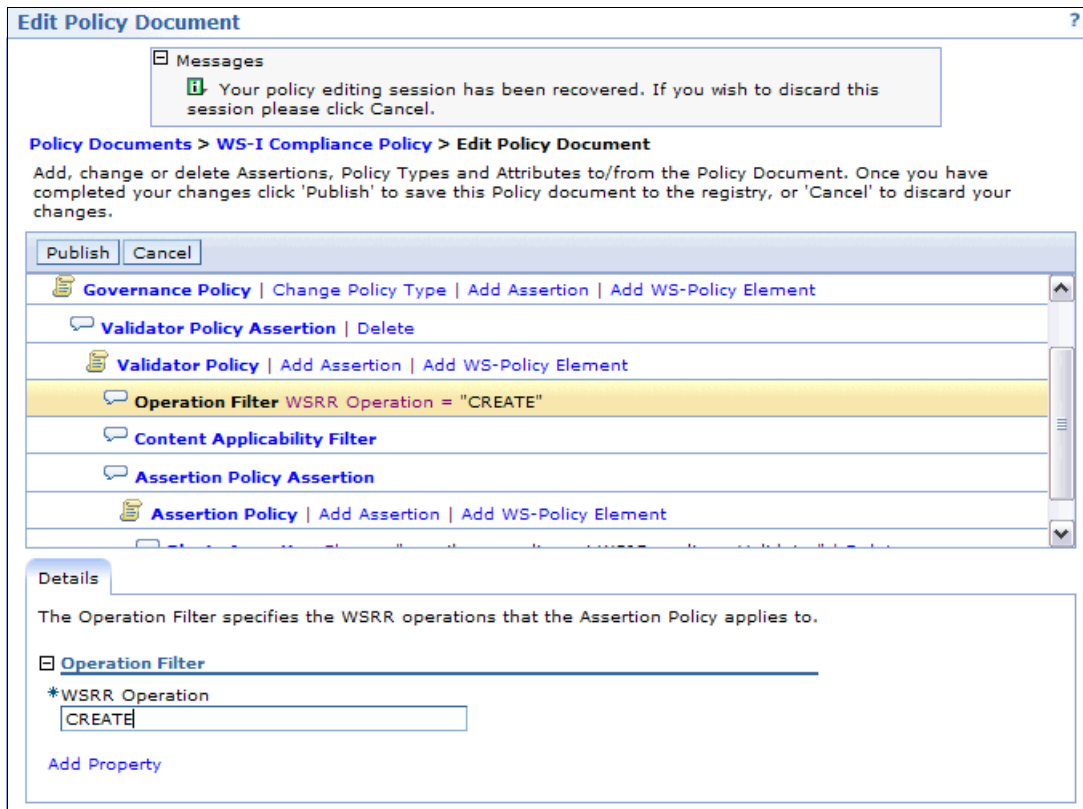 Edit Policy Document ?
Messages
Your policy editing session has been recovered. If you wish to discard this
session please click Cancel.
Policy Documents > WS-I Compliance Policy > Edit Policy Document
Add, change or delete Assertions, Policy Types and Attributes to/from the Policy Document. Once you have
completed your changes click 'Publish' to save this Policy document to the registry, or 'Cancel' to discard your
changes.
Publish Cancel
Governance Policy | Change Policy Type | Add Assertion | Add WS-Policy Element
Validator Policy Assertion | Delete
Validator Policy | Add Assertion | Add WS-Policy Element
Operation Filter WSRR Operation = "CREATE"
Content Applicability Filter
Assertion Policy Assertion
Assertion Policy | Add Assertion | Add WS-Policy Element
Details
The Operation Filter specifies the WSRR operations that the Assertion Policy applies to.
Operation Filter
*WSRR Operation
CREATE
Add Property